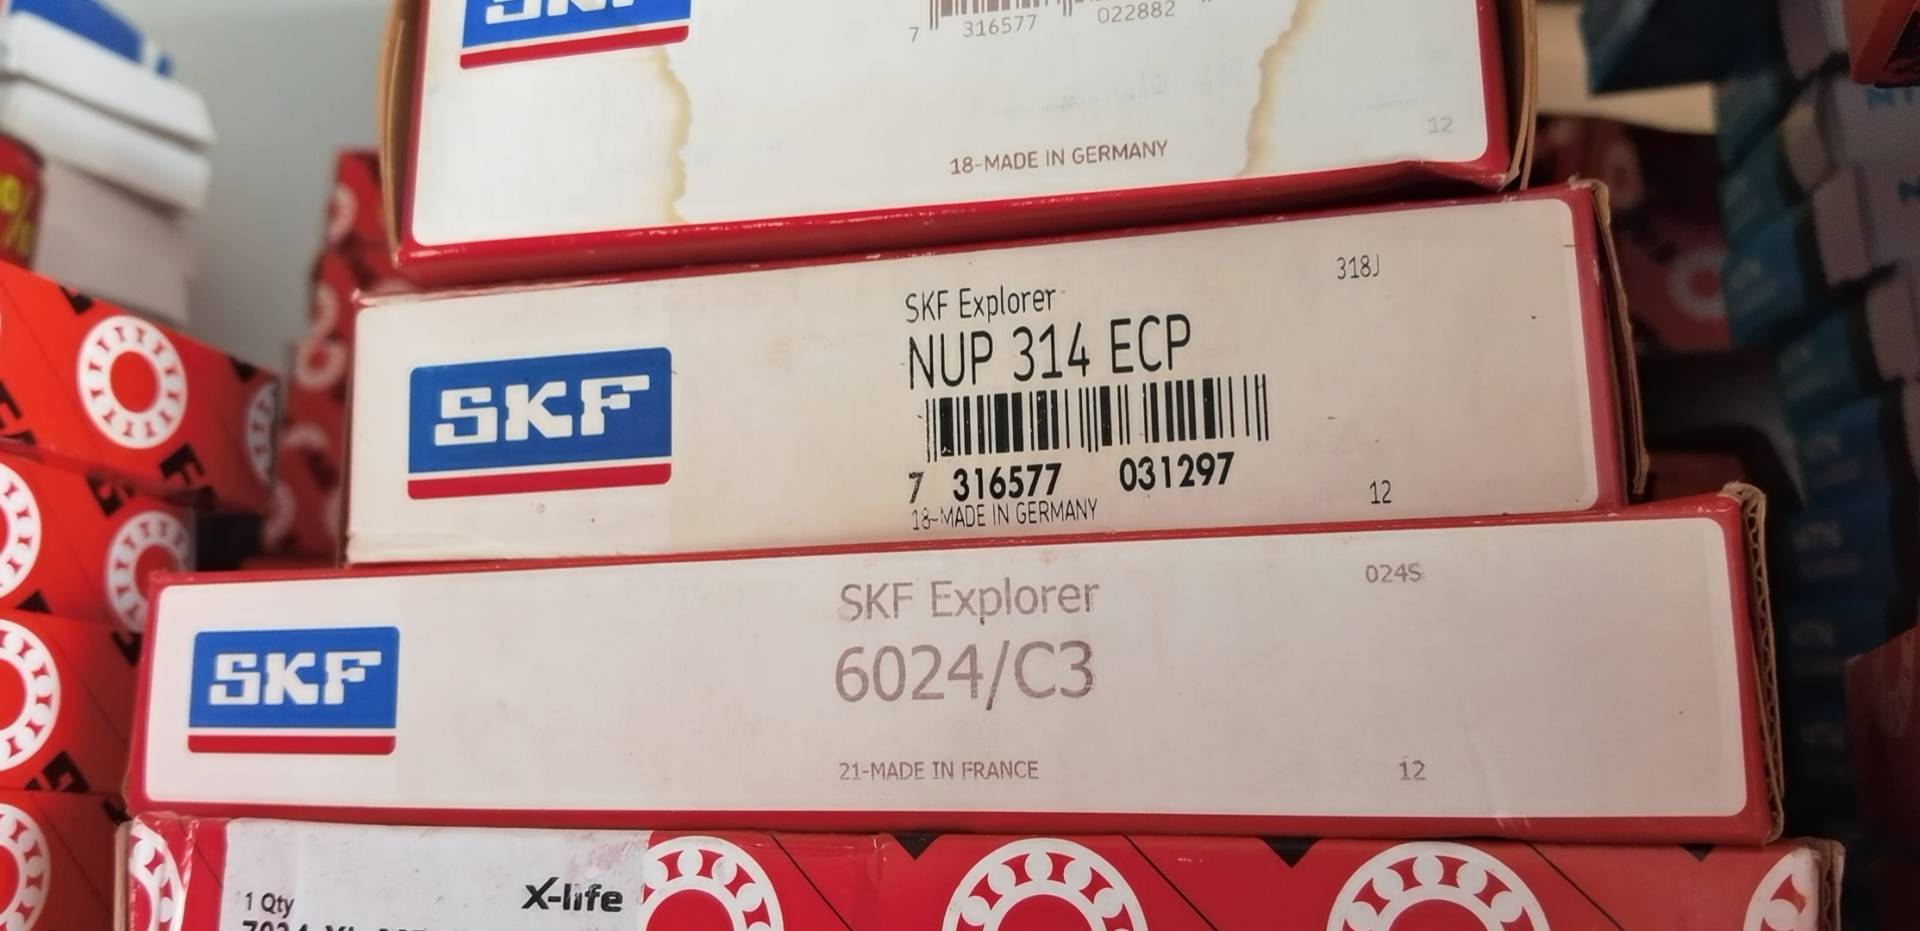 SKF
7 316577 022882
12
18-MADE IN GERMANY
318J
SKF Explorer
NUP 314 ECP
SKF
7 316577 031297
18-MADE IN GERMANY
12
SKF Explorer
024S
6024/C3
SKF
21-MADE IN FRANCE
12
1 Qty
X-life